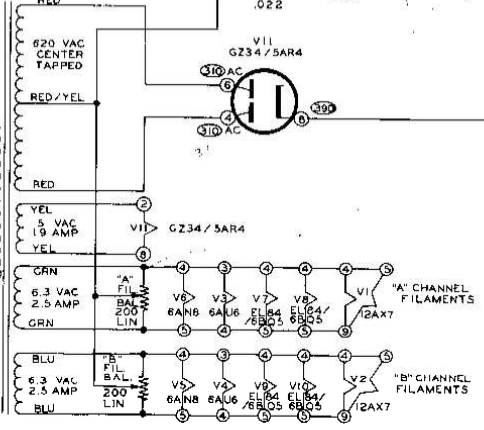 RED
.022
620 VAC
CENTER
TAPPED
V11
GZ34/5AR4
310 AC
6
390
RED/YEL
4
8
310 AC
RED
YEL
2
5 VAC
1.9 AMP
V11
GZ34/5AR4
YEL
8
GRN
4
3
4
4
4
5
6.3 VAC
2.5 AMP
"A"
FIL
BAL
200
LIN
V6
6AN8
V3
6AU6
V7
EL84
/6BQ5
V8
EL84/
6BQ5
V1
12AX7
"A" CHANNEL
FILAMENTS
GRN
5
4
5
5
9
BLU
4
3
4
4
4
5
6.3 VAC
2.5 AMP
"B"
FIL
BAL.
200
LIN
V5
6AN8
V4
6AU6
V9
EL84
/6BQ5
V10
EL84/
6BQ5
V2
12AX7
"B" CHANNEL
FILAMENTS
BLU
5
4
5
5
9